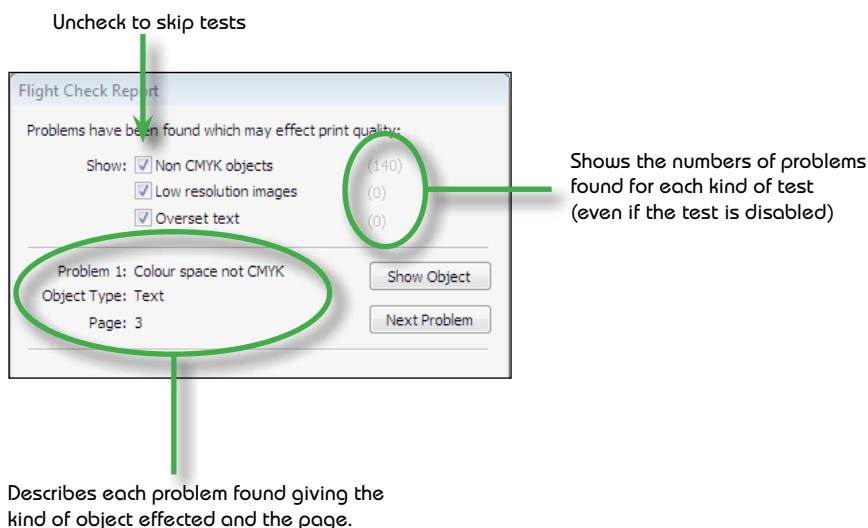 Uncheck to skip tests
Flight Check Report
Problems have been found which may effect print quality:
Show: Non CMYK objects (140)
Low resolution images (0)
Overset text (0)
Shows the numbers of problems
found for each kind of test
(even if the test is disabled)
Problem 1: Colour space not CMYK
Object Type: Text
Page: 3
Show Object
Next Problem
Describes each problem found giving the
kind of object effected and the page.